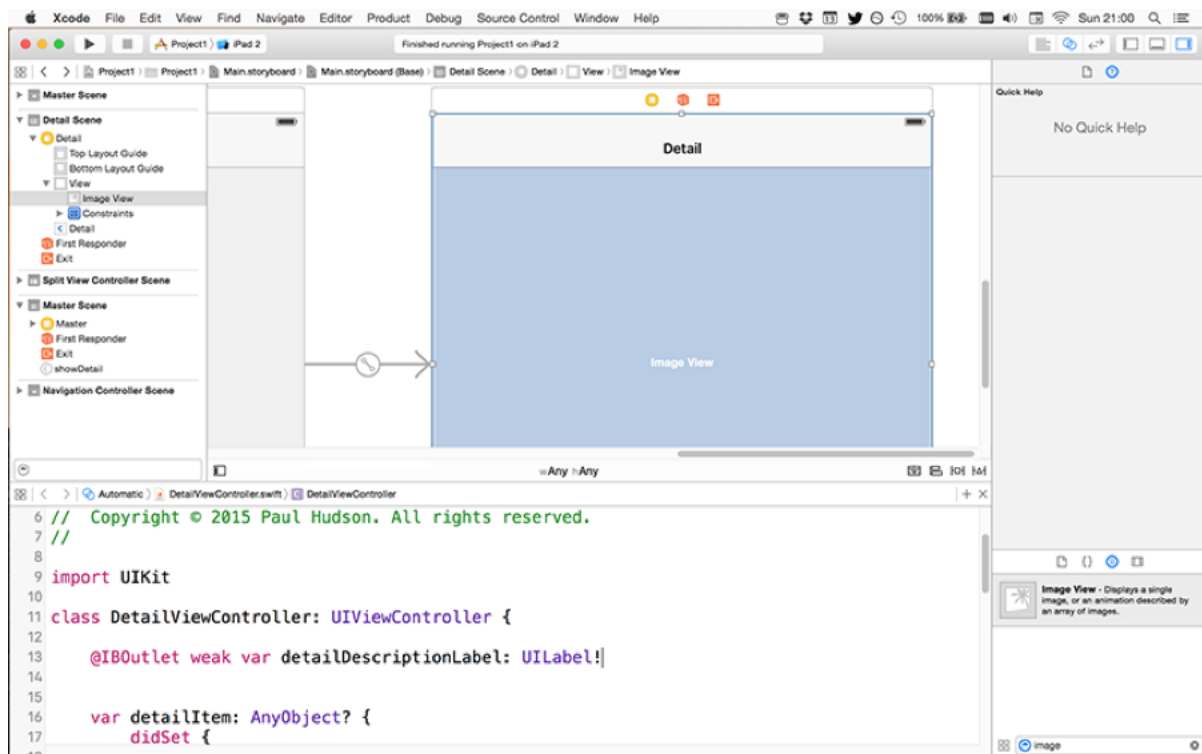 Xcode File Edit View Find Navigate Editor Product Debug Source Control Window Help 100% Sun 21:00
Project1 iPad 2 Finished running Project1 on iPad 2
Project1 Project1 Main.storyboard Main.storyboard (Base) Detail Scene Detail View Image View
Master Scene
Detail Scene
Detail
Top Layout Guide
Bottom Layout Guide
View
Image View
Constraints
Detail
First Responder
Exit
Split View Controller Scene
Master Scene
Master
First Responder
Exit
showDetail
Navigation Controller Scene
Detail
Image View
wAny hAny
Quick Help
No Quick Help
Automatic DetailViewController.swift DetailViewController
6 // Copyright © 2015 Paul Hudson. All rights reserved.
7 //
8
9 import UIKit
10
11 class DetailViewController: UIViewController {
12
13 @IBOutlet weak var detailDescriptionLabel: UILabel!
14
15
16 var detailItem: AnyObject? {
17 didSet {
Image View - Displays a single
image, or an animation described by
an array of images.
image